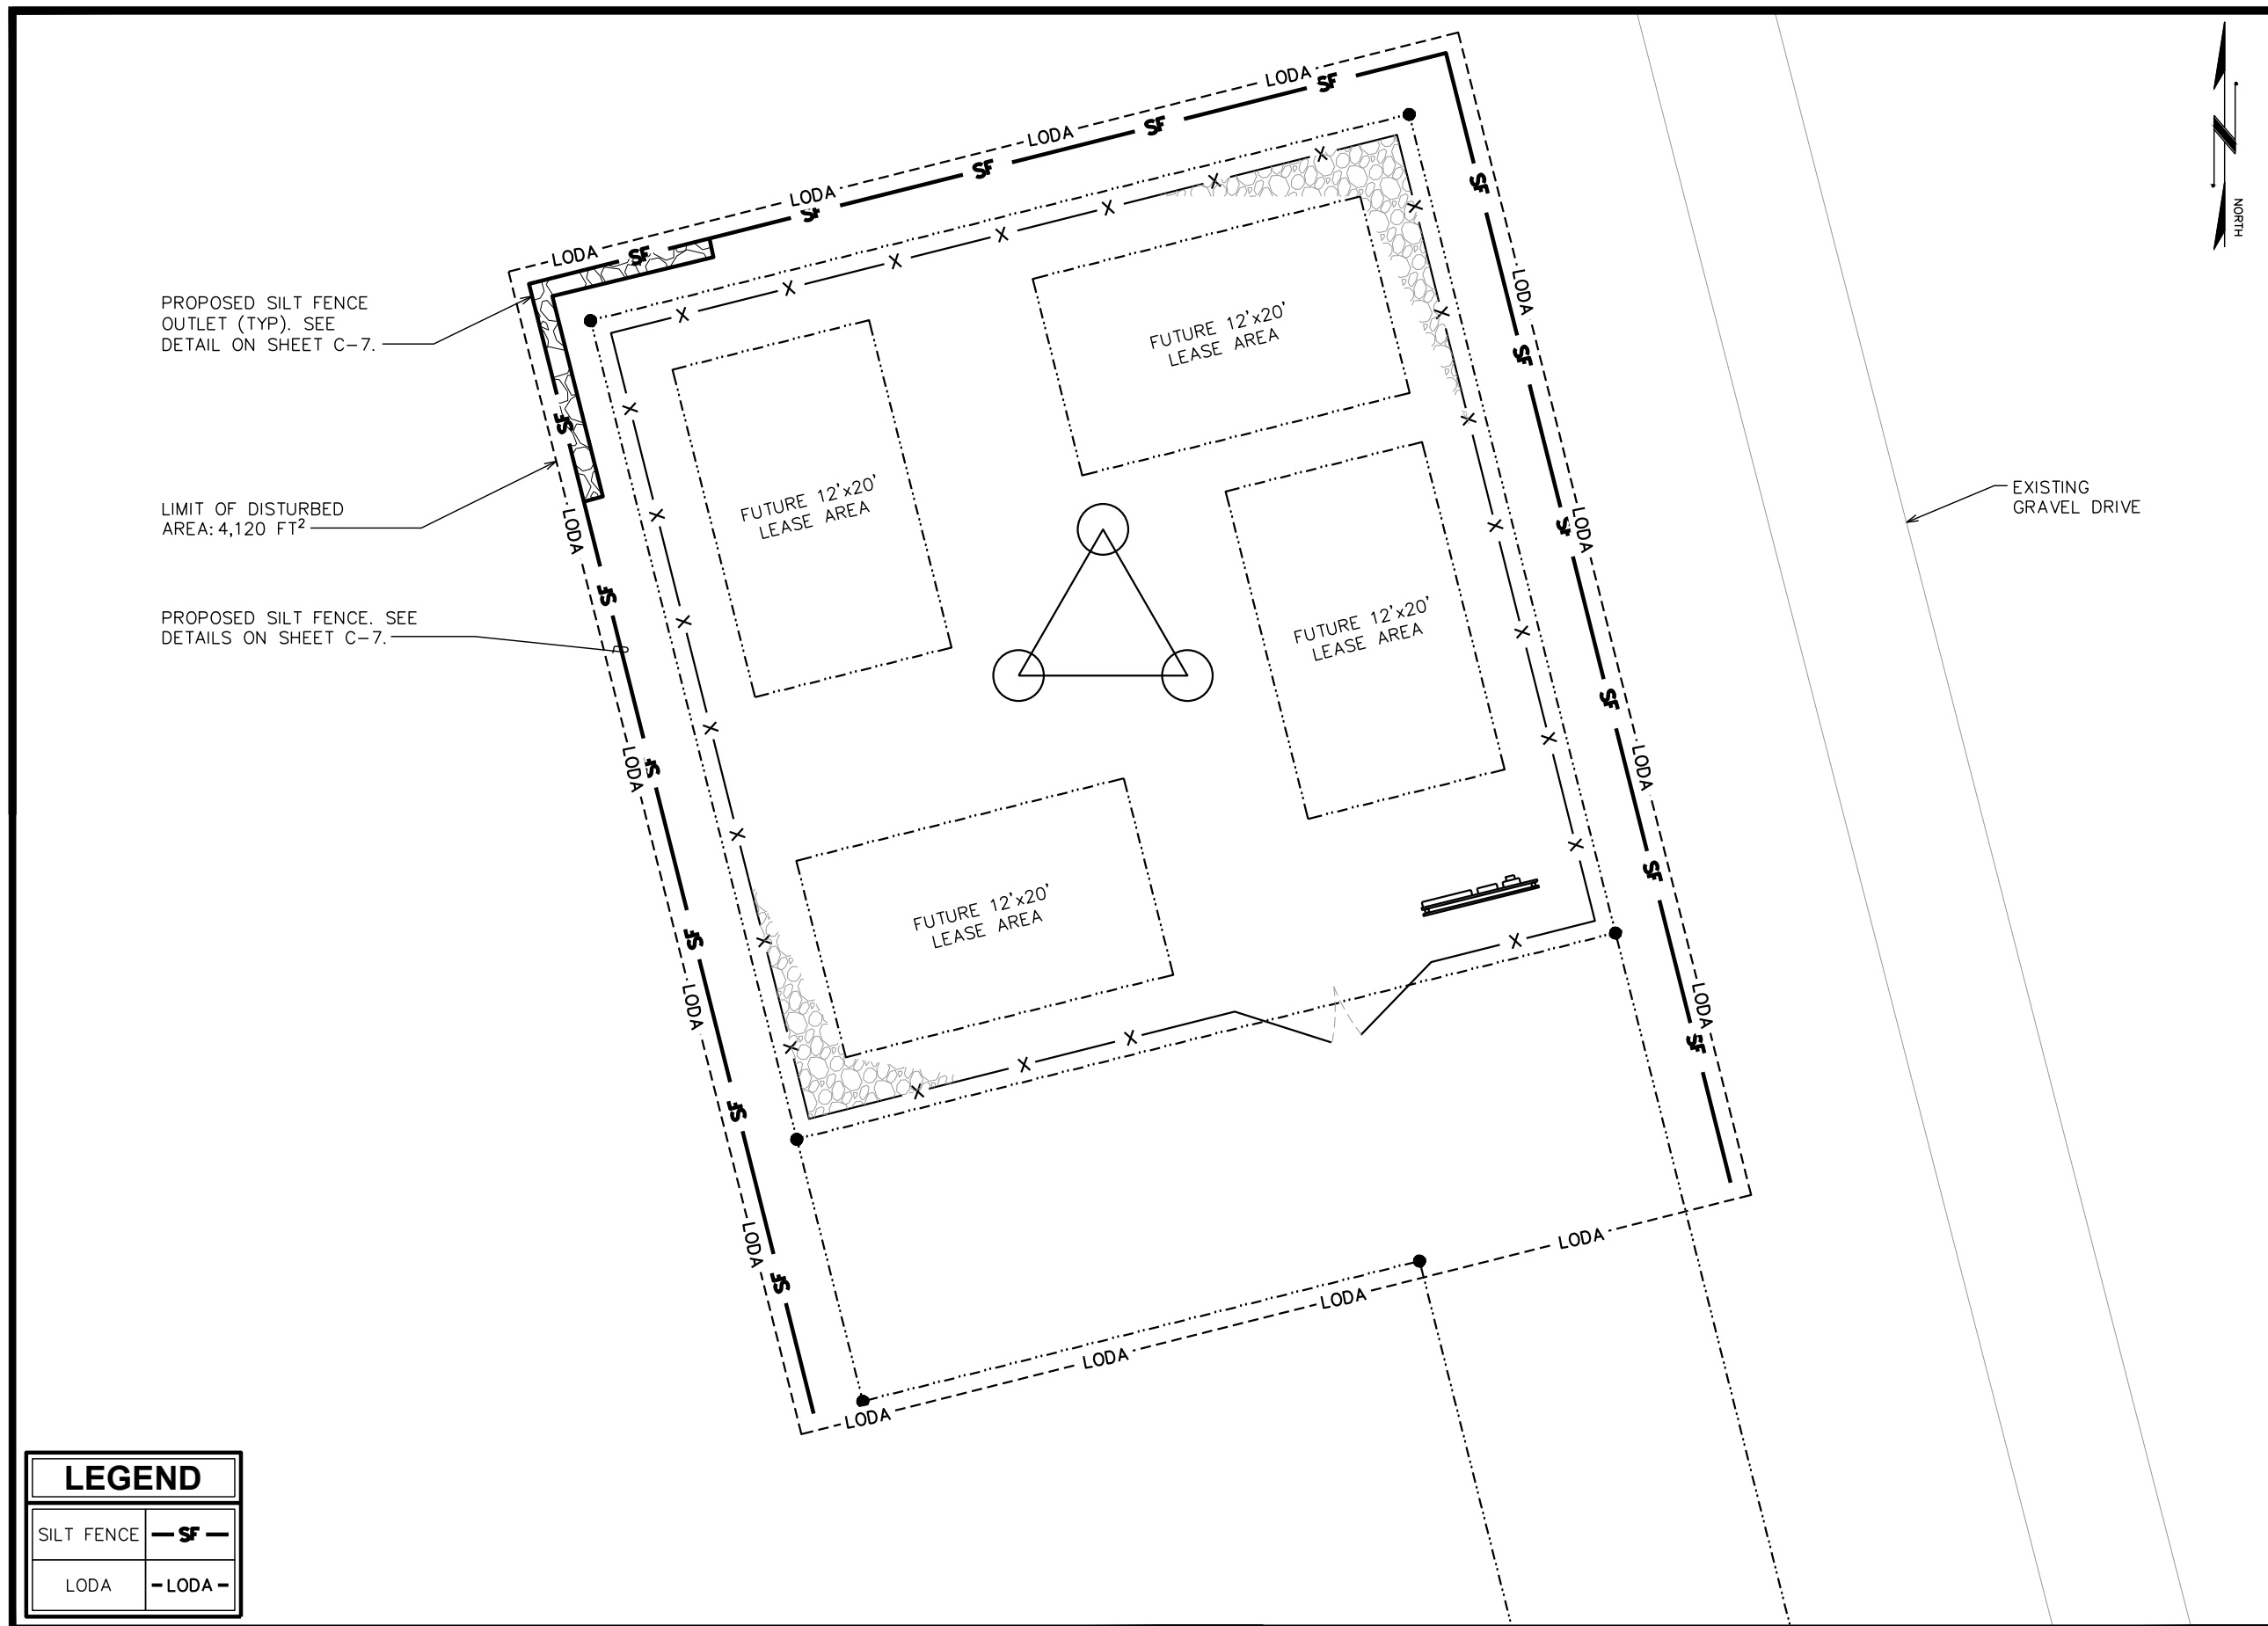 LODA
SF
LODA
SF
SF
LODA
SF
LODA
SF
NORTH
SF
LODA
SF
PROPOSED SILT FENCE
OUTLET (TYP). SEE
DETAIL ON SHEET C-7.
FUTURE 12'x20'
LEASE AREA
SF
LIMIT OF DISTURBED
AREA: 4,120 FT²
LODA
FUTURE 12'x20'
LEASE AREA
SF
LODA
EXISTING
GRAVEL DRIVE
SF
PROPOSED SILT FENCE. SEE
DETAILS ON SHEET C-7.
FUTURE 12'x20'
LEASE AREA
SF
LODA
SF
LODA
SF
FUTURE 12'x20'
LEASE AREA
SF
LODA
LODA
SF
SF
LODA
SF
LODA
LODA
LODA
LODA
LEGEND
SILT FENCE
SF
LODA
LODA